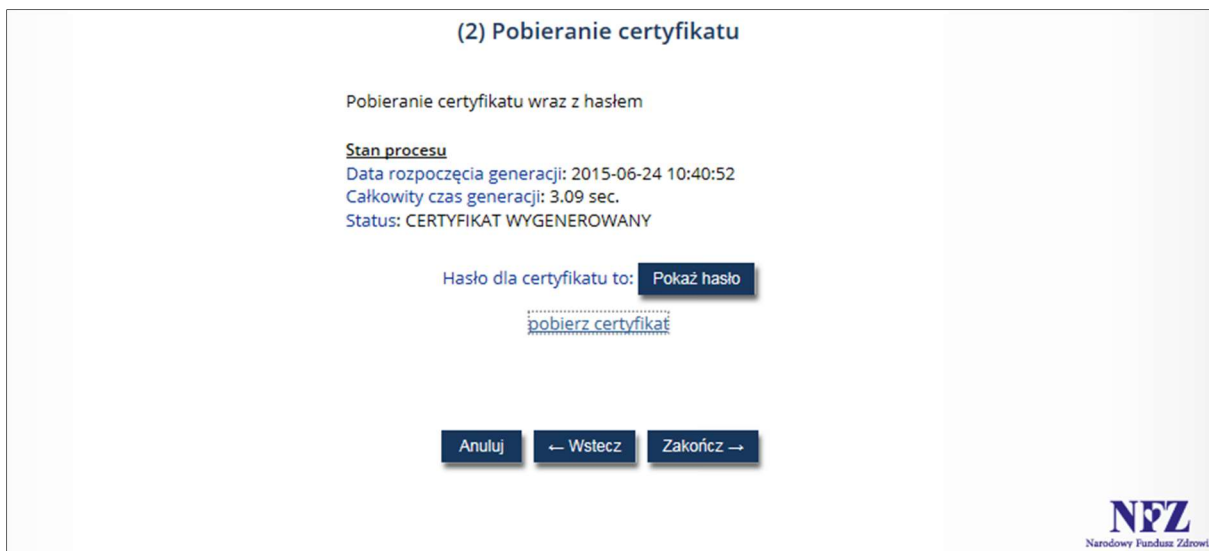 (2) Pobieranie certyfikatu
Pobieranie certyfikatu wraz z hasłem
Stan procesu
Data rozpoczęcia generacji: 2015-06-24 10:40:52
Całkowity czas generacji: 3.09 sec.
Status: CERTYFIKAT WYGENEROWANY
Hasło dla certyfikatu to: Pokaż hasło
pobierz certyfikat
Anuluj ← Wstecz Zakończ →
NFZ
Narodowy Fundusz Zdrowi